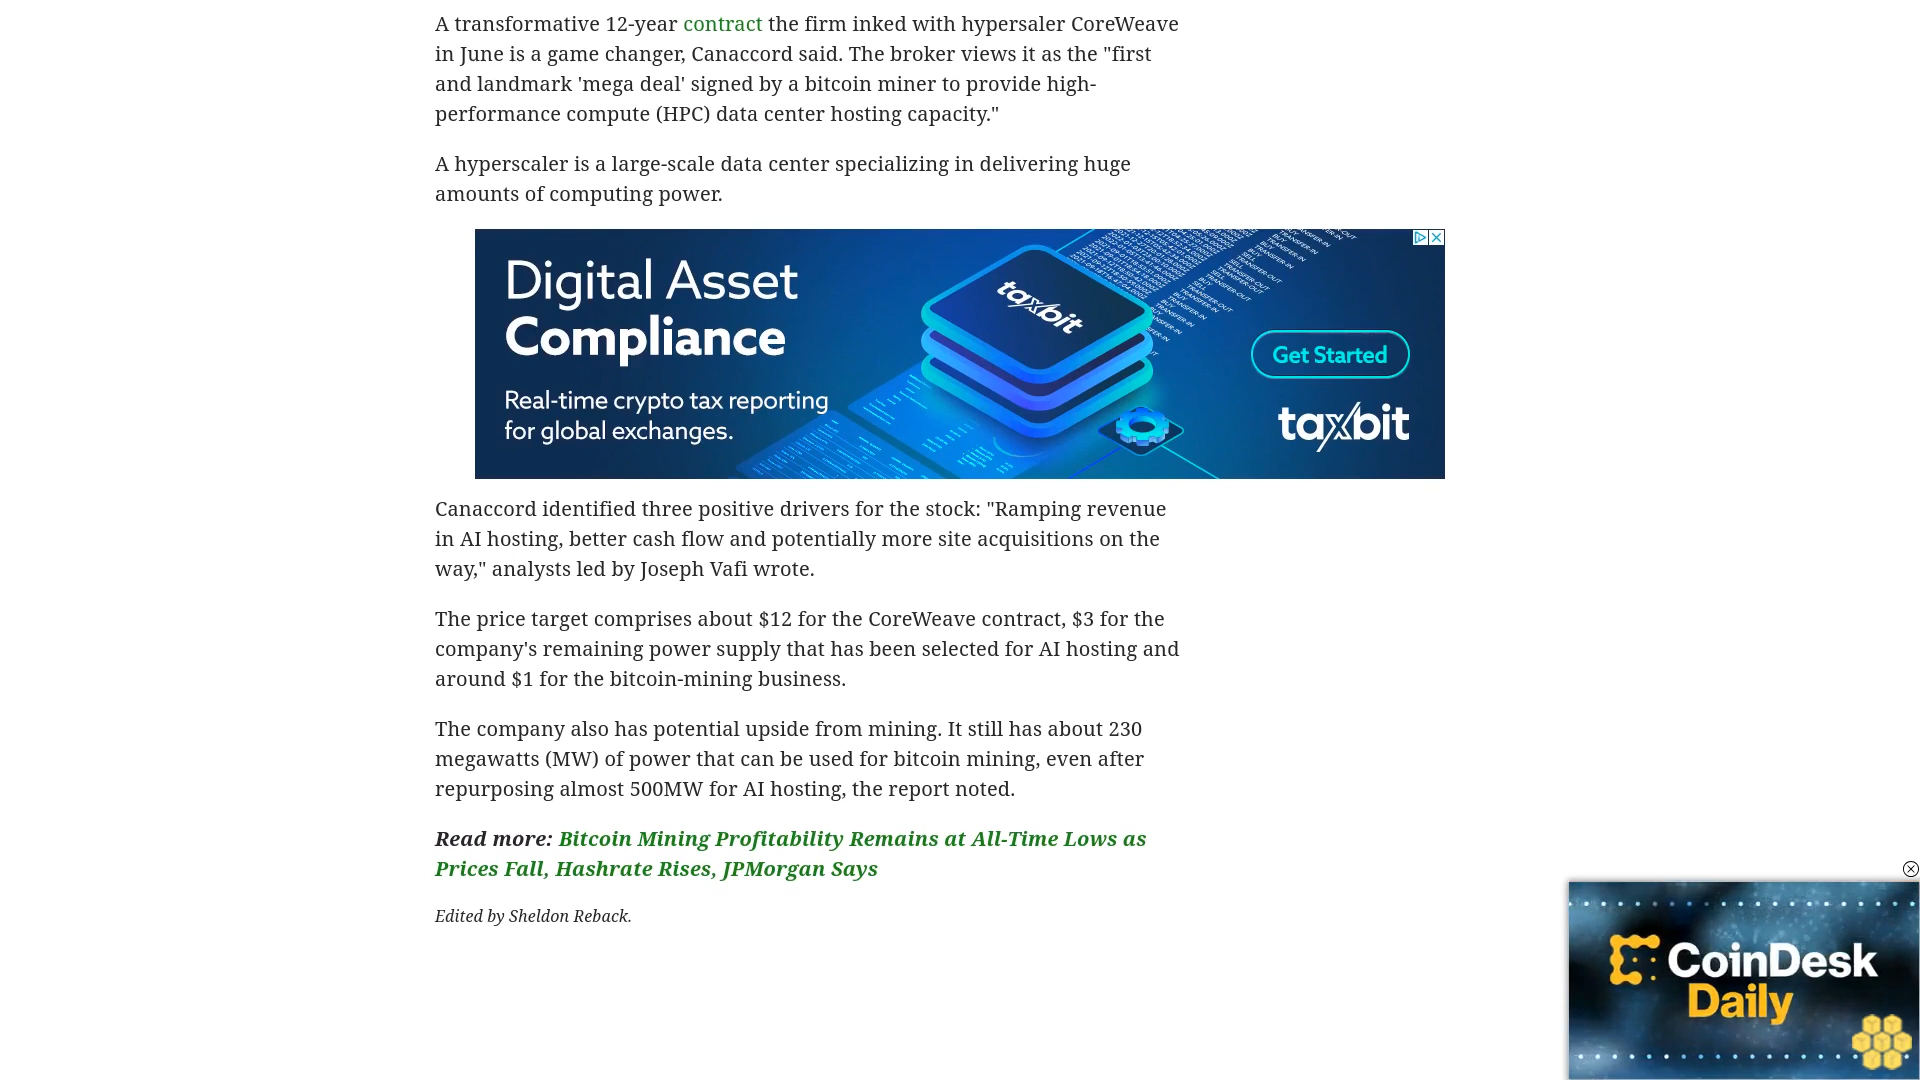 A transformative 12-year contract the firm inked with hypersaler CoreWeave
in June is a game changer, Canaccord said. The broker views it as the "first
and landmark 'mega deal' signed by a bitcoin miner to provide high-
performance compute (HPC) data center hosting capacity."
A hyperscaler is a large-scale data center specializing in delivering huge
amounts of computing power.
Digital Asset
Compliance
Real-time crypto tax reporting
for global exchanges.
taxbit
Get Started
taxbit
Canaccord identified three positive drivers for the stock: "Ramping revenue
in AI hosting, better cash flow and potentially more site acquisitions on the
way," analysts led by Joseph Vafi wrote.
The price target comprises about $12 for the CoreWeave contract, $3 for the
company's remaining power supply that has been selected for AI hosting and
around $1 for the bitcoin-mining business.
The company also has potential upside from mining. It still has about 230
megawatts (MW) of power that can be used for bitcoin mining, even after
repurposing almost 500MW for AI hosting, the report noted.
Read more: Bitcoin Mining Profitability Remains at All-Time Lows as
Prices Fall, Hashrate Rises, JPMorgan Says
Edited by Sheldon Reback.
CoinDesk
Daily